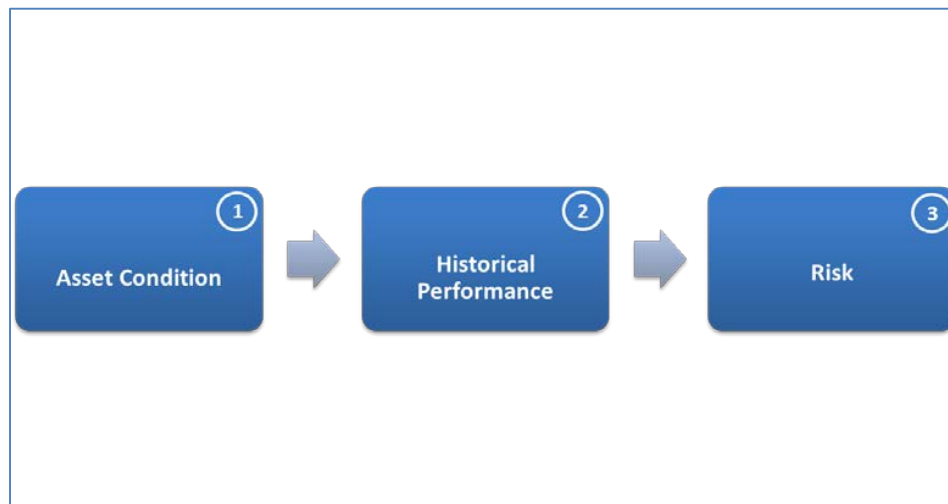 1
Asset Condition
2
Historical
Performance
3
Risk